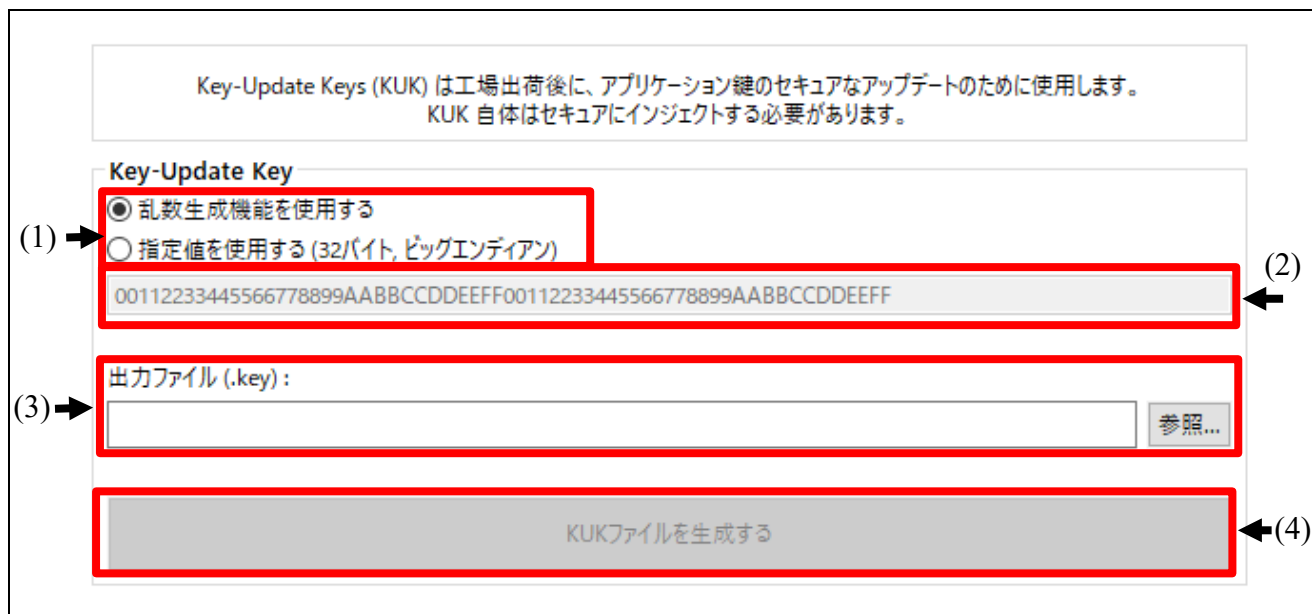 Key-Update Keys (KUK) は工場出荷後に、アプリケーション鍵のセキュアなアップデートのために使用します。
KUK 自体はセキュアにインジェクトする必要があります。
Key-Update Key
乱数生成機能を使用する
(1)
指定値を使用する (32バイト, ビッグエンディアン)
(2)
00112233445566778899AABBCCDDEEFF00112233445566778899AABBCCDDEEFF
出力ファイル (.key) :
(3)
参照...
KUKファイルを生成する
(4)